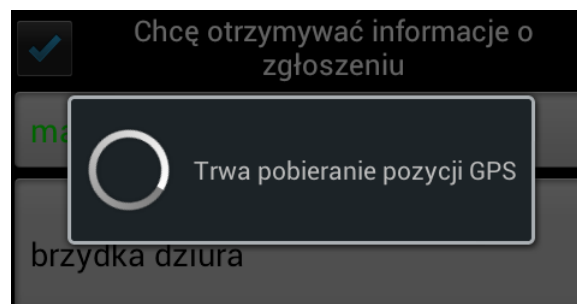 Chcę otrzymywać informacje o
zgłoszeniu
Trwa pobieranie pozycji GPS
brzydka dziura